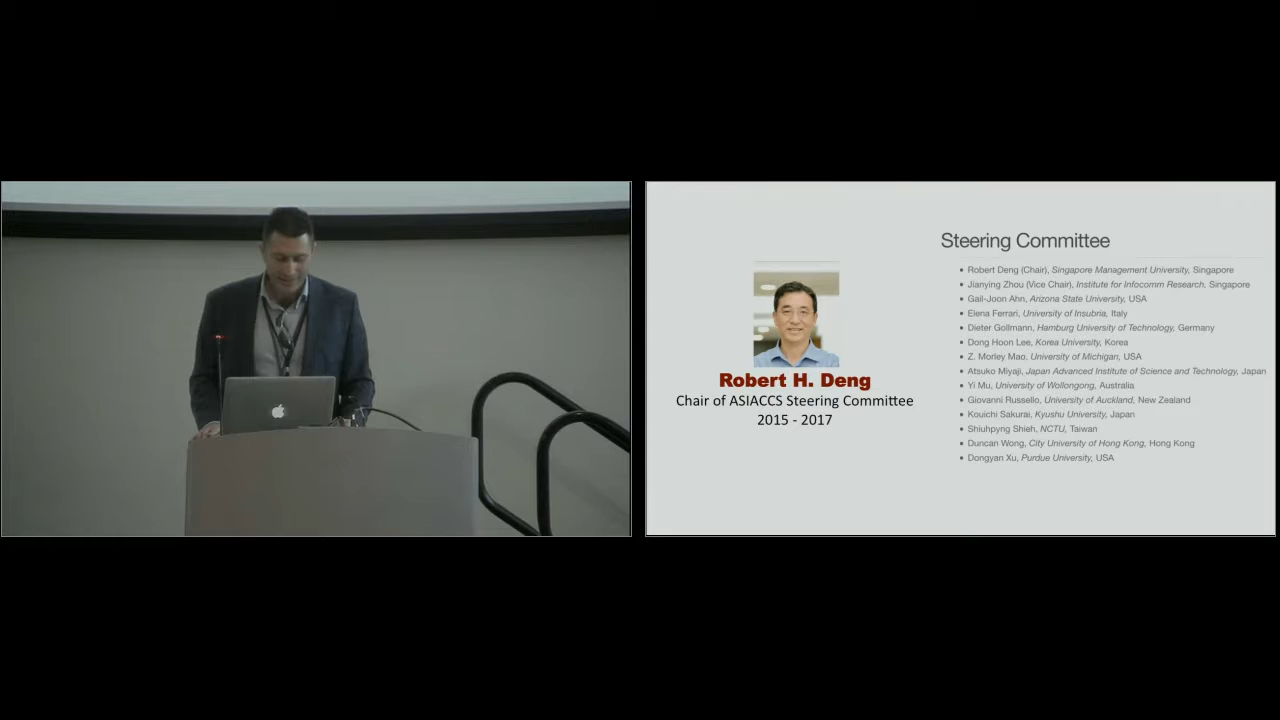 Steering Committee
• Robert Deng (Chair), Singapore Management University, Singapore
• Jianying Zhou (Vice Chair), Institute for Infocomm Research, Singapore
• Gail-Joon Ahn, Arizona State University, USA
• Elena Ferrari, University of Insubria, Italy
• Dieter Gollmann, Hamburg University of Technology, Germany
• Dong Hoon Lee, Korea University, Korea
• Z. Morley Mao, University of Michigan, USA
• Atsuko Miyaji, Japan Advanced Institute of Science and Technology, Japan
• Yi Mu, University of Wollongong, Australia
• Giovanni Russello, University of Auckland, New Zealand
• Kouichi Sakurai, Kyushu University, Japan
• Shiuhpyng Shieh, NCTU, Taiwan
• Duncan Wong, City University of Hong Kong, Hong Kong
• Dongyan Xu, Purdue University, USA
Robert H. Deng
Chair of ASIACCS Steering Committee
2015 - 2017